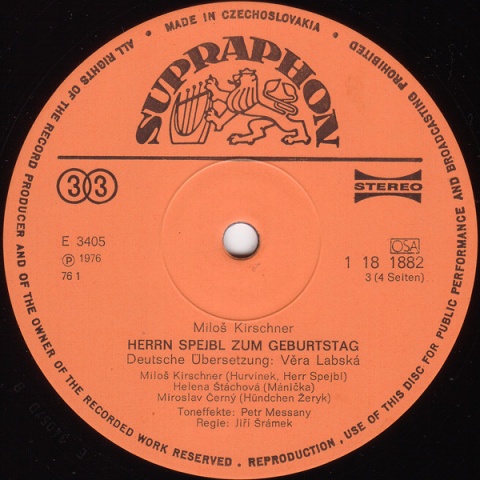 MADE IN CZECHOSLOVAKIA
ALL RIGHTS OF THE RECORD PRODUCER AND OF THE OWNER OF THE RECORDED WORK RESERVED . REPRODUCTION, USE OF THIS DISC FOR PUBLIC PERFORMANCE AND BROADCASTING PROHIBITED
SUPRAPHON
33
STEREO
E 3405
Ⓟ 1976
76 1
OSA
1 18 1882
3 (4 Seiten)
Miloš Kirschner
HERRN SPEJBL ZUM GEBURTSTAG
Deutsche Übersetzung: Věra Labská
Miloš Kirschner (Hurvinek, Herr Spejbl)
Helena Štáchová (Mánička)
Miroslav Černý (Hündchen Žeryk)
Toneffekte: Petr Messany
Regie: Jiří Šrámek